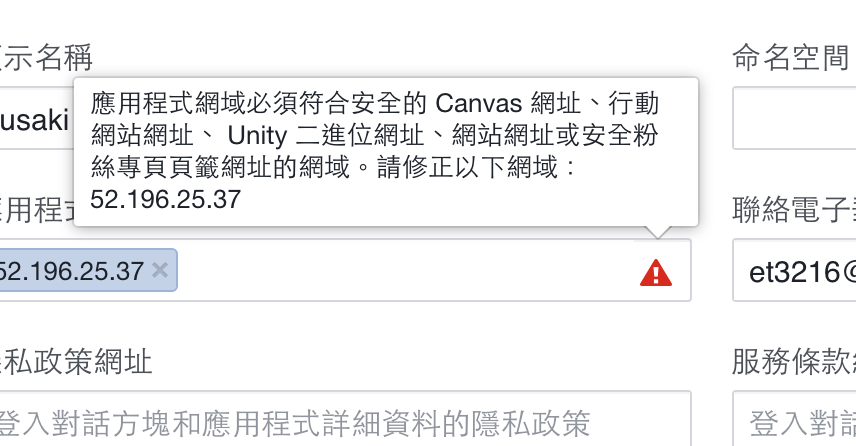 示名稱
命名空間
usaki
應用程式網域必須符合安全的 Canvas 網址、行動
網站網址、 Unity 二進位網址、網站網址或安全粉
絲專頁頁籤網址的網域。請修正以下網域：
52.196.25.37
用程式
聯絡電子
52.196.25.37 ×
et3216@
私政策網址
服務條款
登入對話方塊和應用程式詳細資料的隱私政策
登入對話